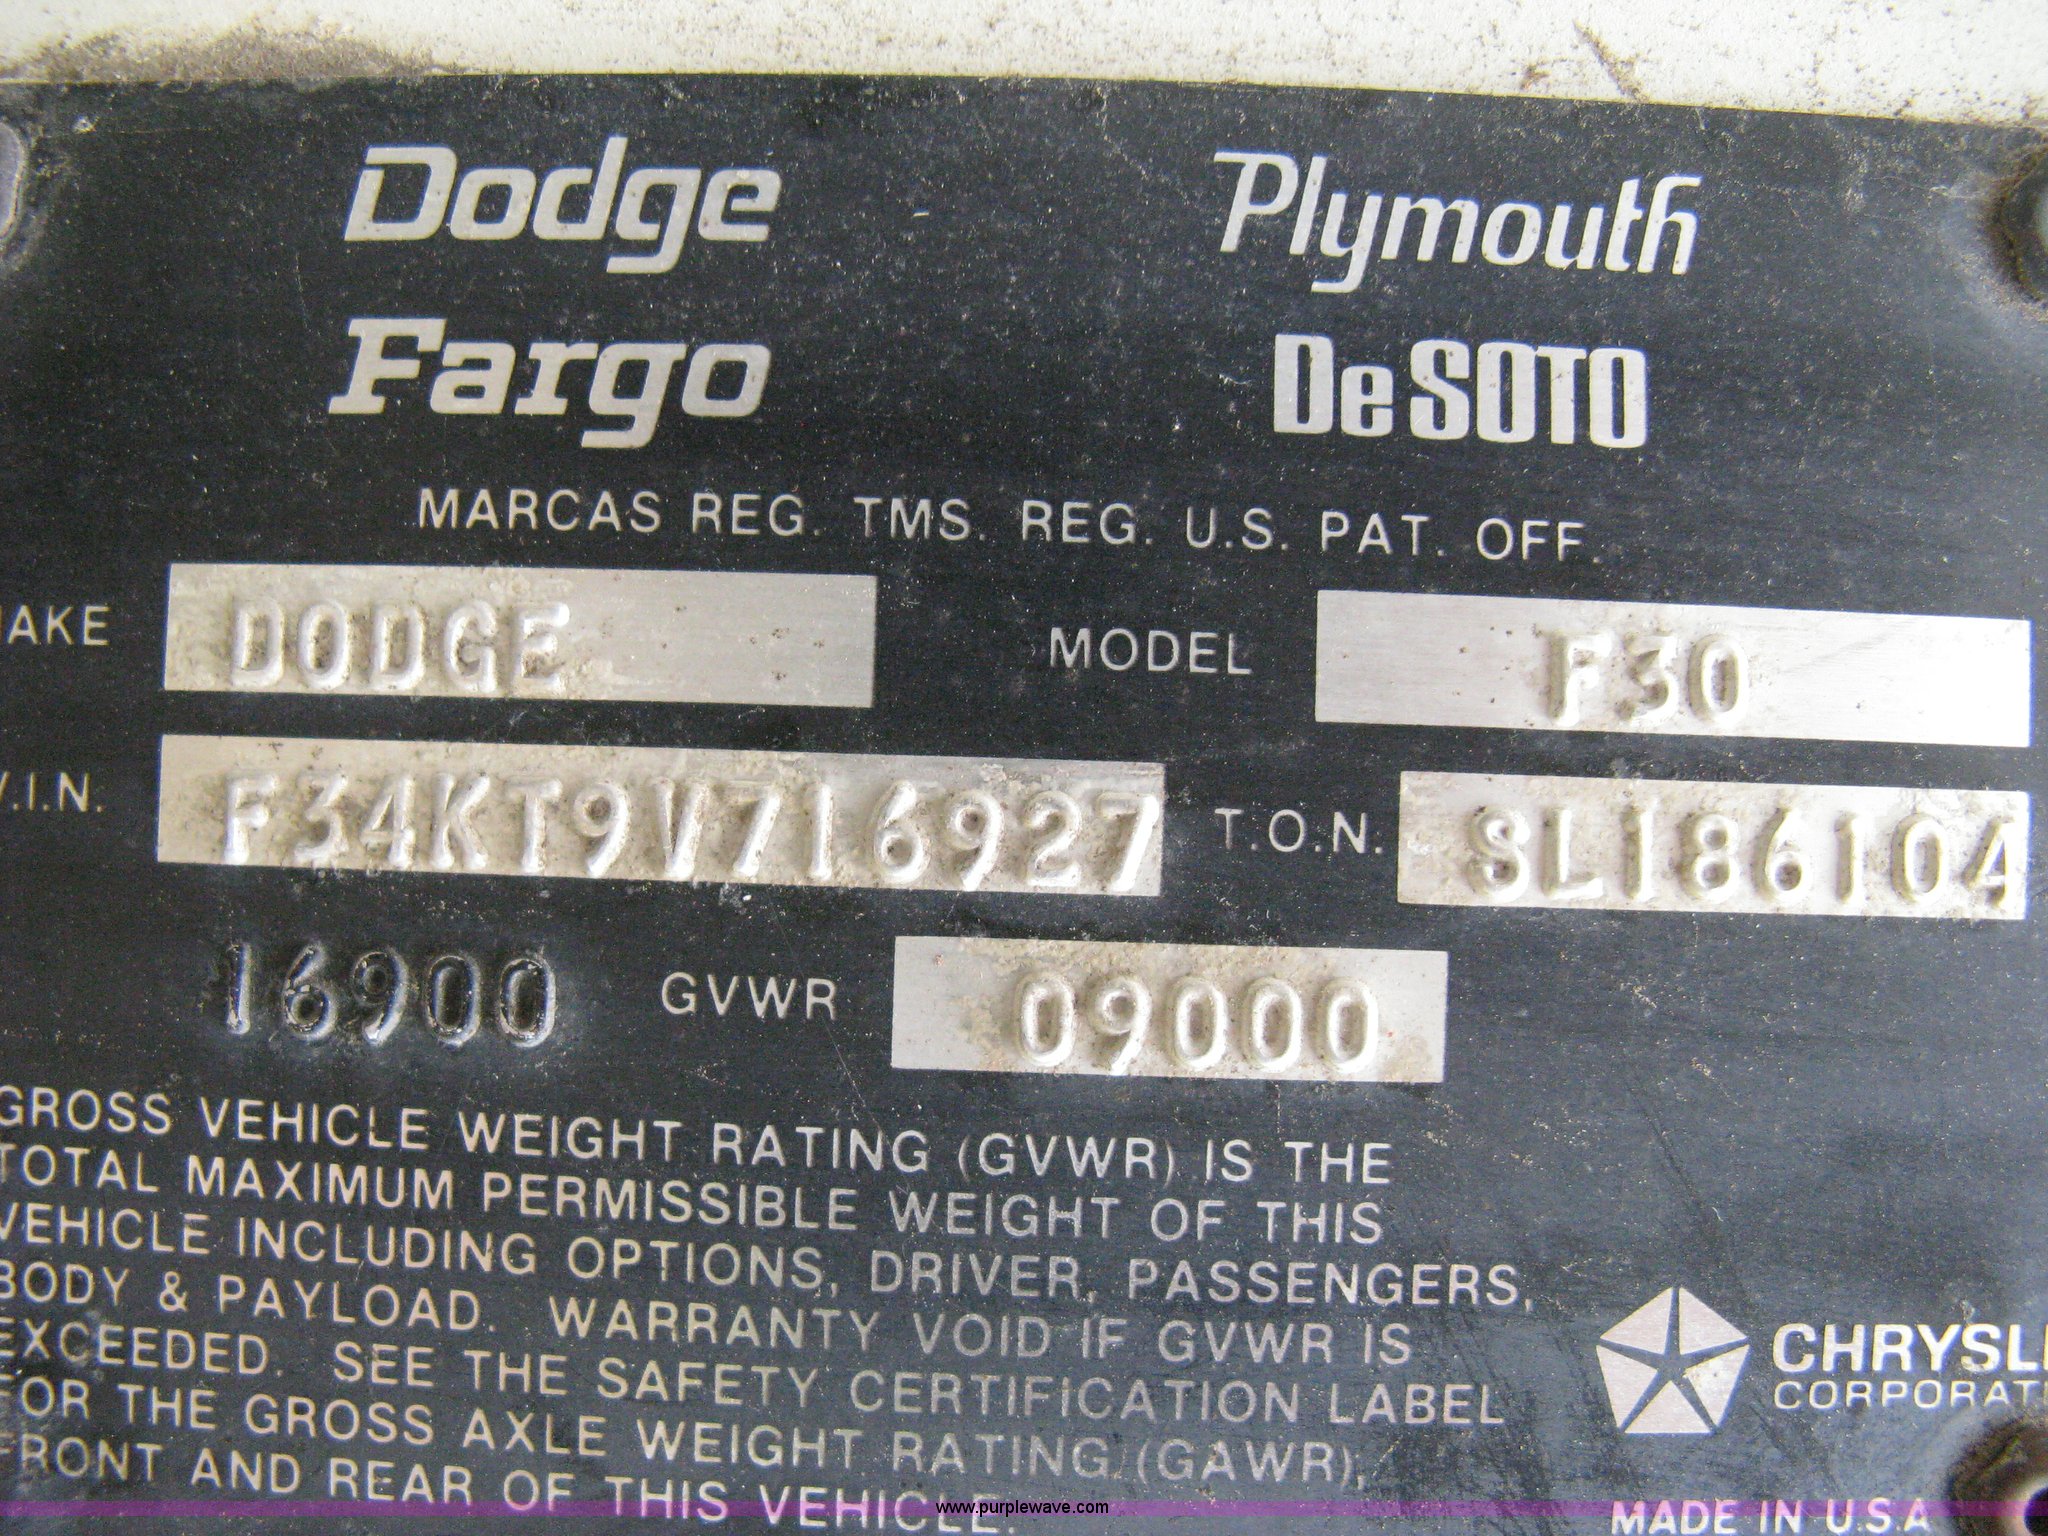 Dodge Plymouth
Fargo DeSOTO
MARCAS REG. TMS. REG. U.S. PAT. OFF.
AKE DODGE MODEL F30
V.I.N. F34KT9V716927 T.O.N. SL186104
16900 GVWR 09000
GROSS VEHICLE WEIGHT RATING (GVWR) IS THE
TOTAL MAXIMUM PERMISSIBLE WEIGHT OF THIS
VEHICLE INCLUDING OPTIONS, DRIVER, PASSENGERS,
BODY & PAYLOAD. WARRANTY VOID IF GVWR IS
EXCEEDED. SEE THE SAFETY CERTIFICATION LABEL
FOR THE GROSS AXLE WEIGHT RATING (GAWR),
FRONT AND REAR OF THIS VEHICLE.
CHRYSL
CORPORAT
MADE IN U.S.A
www.purplewave.com